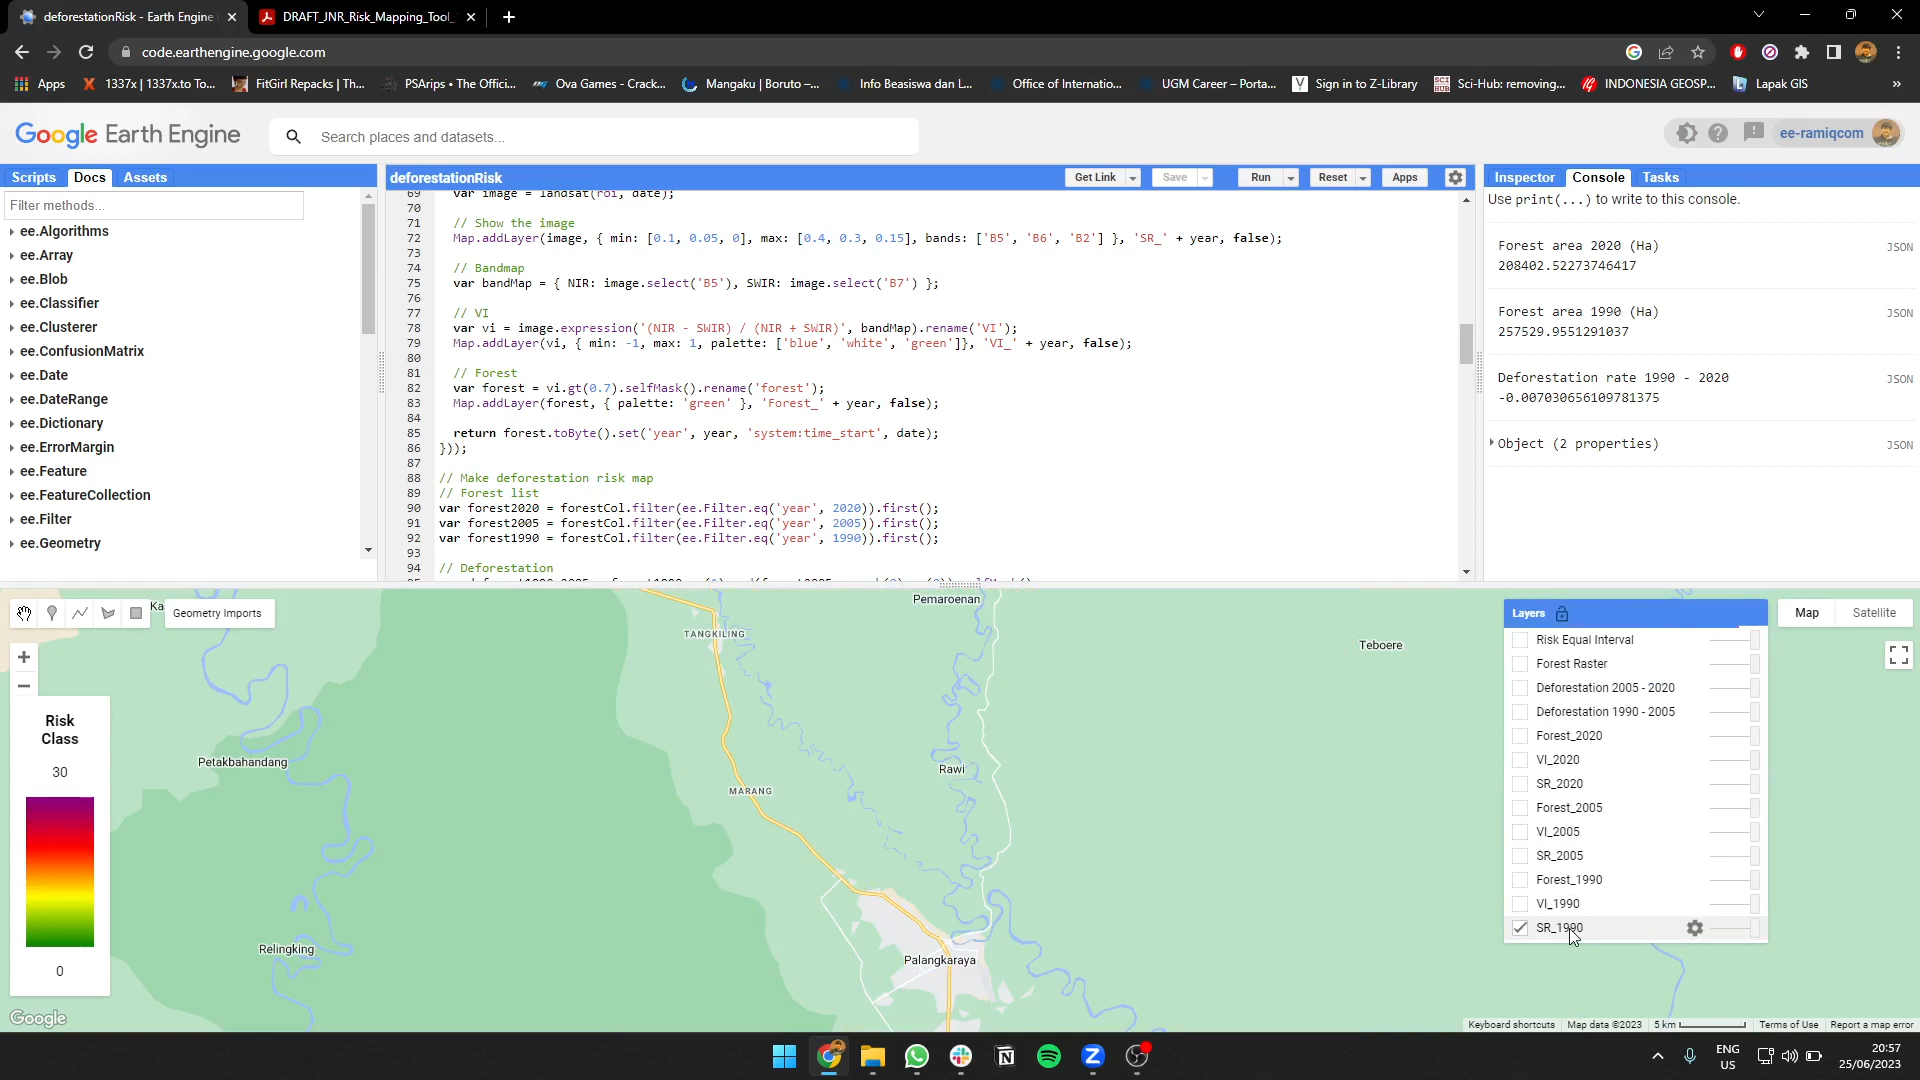 deforestationRisk - Earth Engine
DRAFT_JNR_Risk_Mapping_Tool
code.earthengine.google.com
Apps
1337x | 1337x.to To...
FitGirl Repacks | Th...
PSArips • The Offici...
Ova Games - Crack...
Mangaku | Boruto –...
Info Beasiswa dan L...
Office of Internatio...
UGM Career – Porta...
Sign in to Z-Library
Sci-Hub: removing...
INDONESIA GEOSP...
Lapak GIS
»
Google Earth Engine
Search places and datasets...
ee-ramiqcom
Scripts Docs Assets
Filter methods...
ee.Algorithms
ee.Array
ee.Blob
ee.Classifier
ee.Clusterer
ee.ConfusionMatrix
ee.Date
ee.DateRange
ee.Dictionary
ee.ErrorMargin
ee.Feature
ee.FeatureCollection
ee.Filter
ee.Geometry
deforestationRisk
Get Link Save Run Reset Apps
69 var image = landsat(roi, date);
70
71 // Show the image
72 Map.addLayer(image, { min: [0.1, 0.05, 0], max: [0.4, 0.3, 0.15], bands: ['B5', 'B6', 'B2'] }, 'SR_' + year, false);
73
74 // Bandmap
75 var bandMap = { NIR: image.select('B5'), SWIR: image.select('B7') };
76
77 // VI
78 var vi = image.expression('(NIR - SWIR) / (NIR + SWIR)', bandMap).rename('VI');
79 Map.addLayer(vi, { min: -1, max: 1, palette: ['blue', 'white', 'green']}, 'VI_' + year, false);
80
81 // Forest
82 var forest = vi.gt(0.7).selfMask().rename('forest');
83 Map.addLayer(forest, { palette: 'green' }, 'Forest_' + year, false);
84
85 return forest.toByte().set('year', year, 'system:time_start', date);
86 }));
87
88 // Make deforestation risk map
89 // Forest list
90 var forest2020 = forestCol.filter(ee.Filter.eq('year', 2020)).first();
91 var forest2005 = forestCol.filter(ee.Filter.eq('year', 2005)).first();
92 var forest1990 = forestCol.filter(ee.Filter.eq('year', 1990)).first();
93
94 // Deforestation
Inspector Console Tasks
Use print(...) to write to this console.
Forest area 2020 (Ha) JSON
208402.52273746417
Forest area 1990 (Ha) JSON
257529.9551291037
Deforestation rate 1990 - 2020 JSON
-0.007030656109781375
Object (2 properties) JSON
Ka
Geometry Imports
+
−
Risk
Class
30
0
Pemaroenan
TANGKILING
Teboere
Petakbahandang
Rawi
MARANG
Relingking
Palangkaraya
Google
Layers
Risk Equal Interval
Forest Raster
Deforestation 2005 - 2020
Deforestation 1990 - 2005
Forest_2020
VI_2020
SR_2020
Forest_2005
VI_2005
SR_2005
Forest_1990
VI_1990
SR_1990
Map Satellite
Keyboard shortcuts Map data ©2023 5 km Terms of Use Report a map error
ENG
US
20:57
25/06/2023